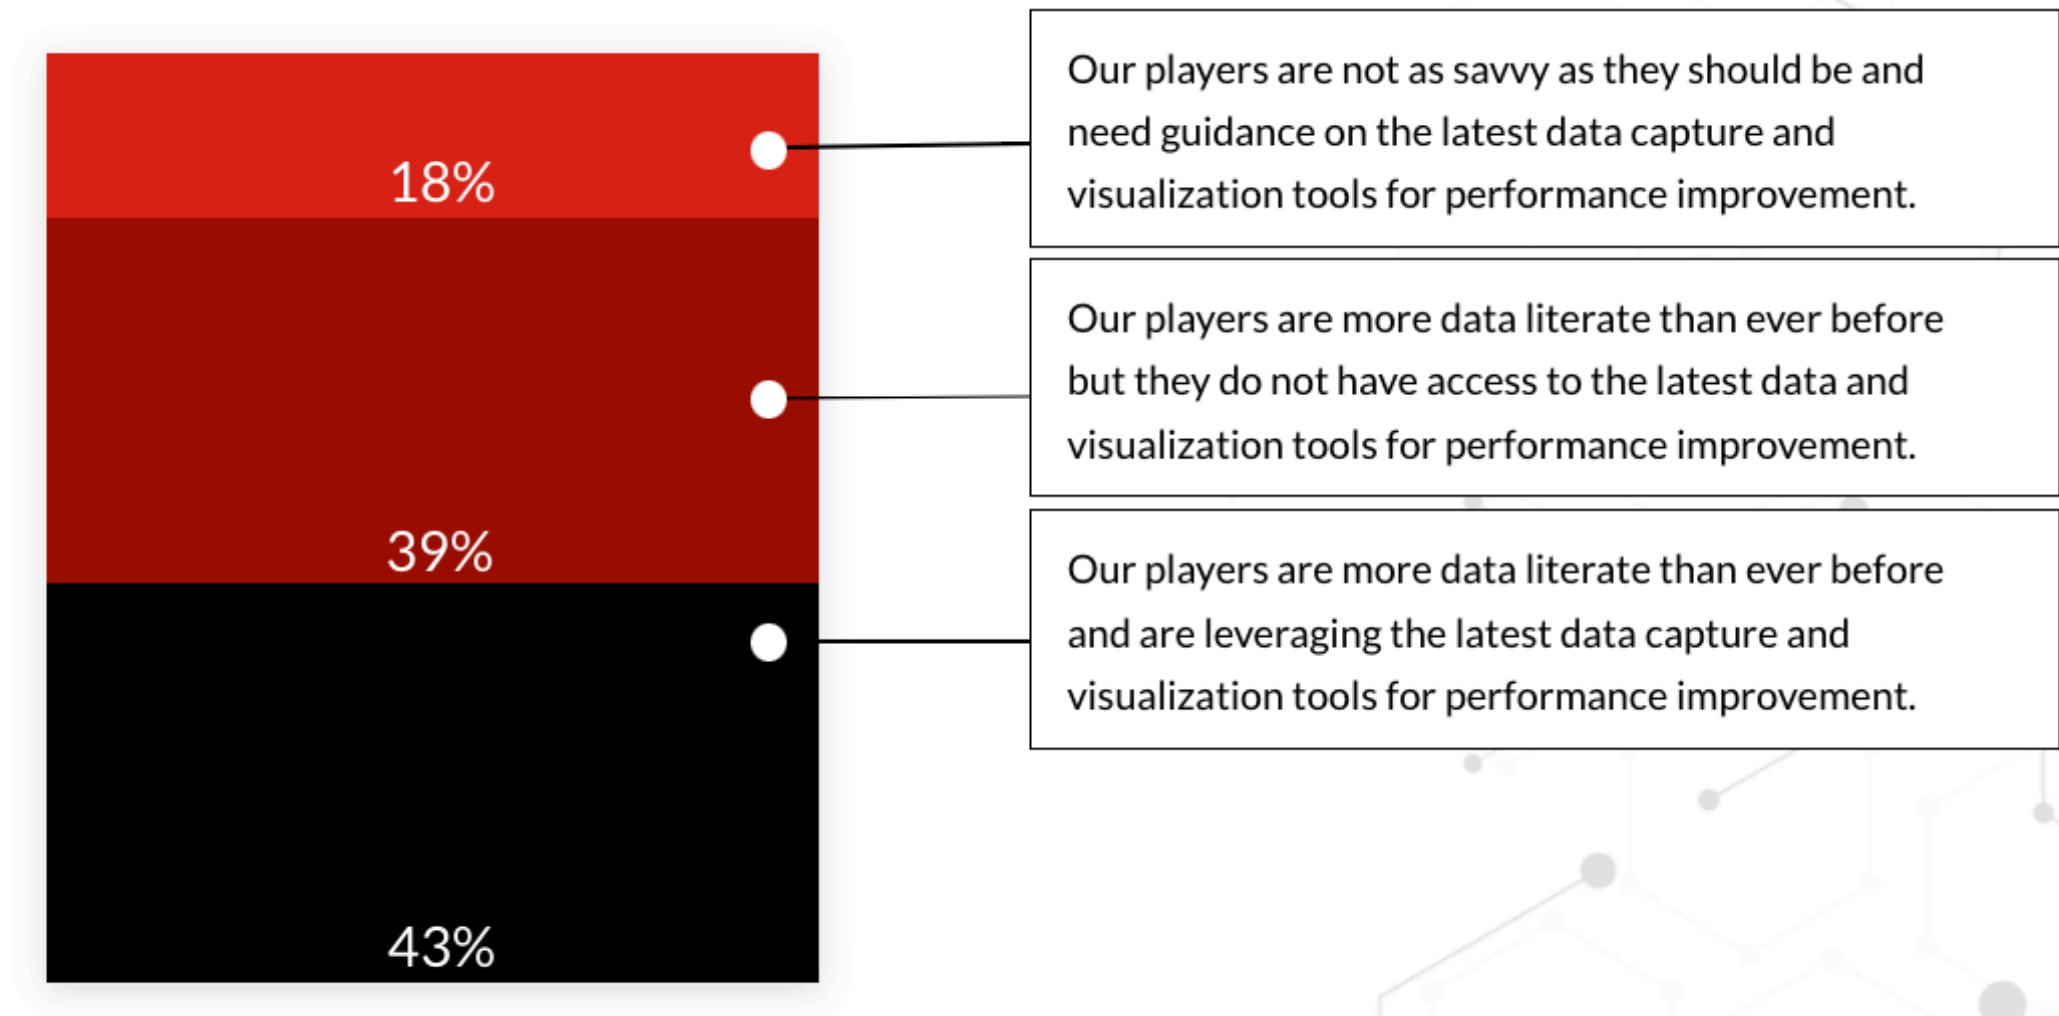 18%
Our players are not as savvy as they should be and
need guidance on the latest data capture and
visualization tools for performance improvement.
39%
Our players are more data literate than ever before
but they do not have access to the latest data and
visualization tools for performance improvement.
43%
Our players are more data literate than ever before
and are leveraging the latest data capture and
visualization tools for performance improvement.